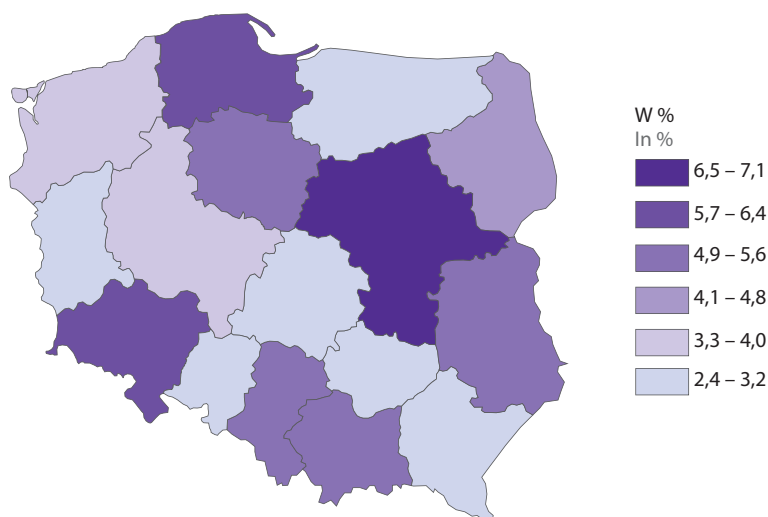 W %
In %
6,5 – 7,1
5,7 – 6,4
4,9 – 5,6
4,1 – 4,8
3,3 – 4,0
2,4 – 3,2